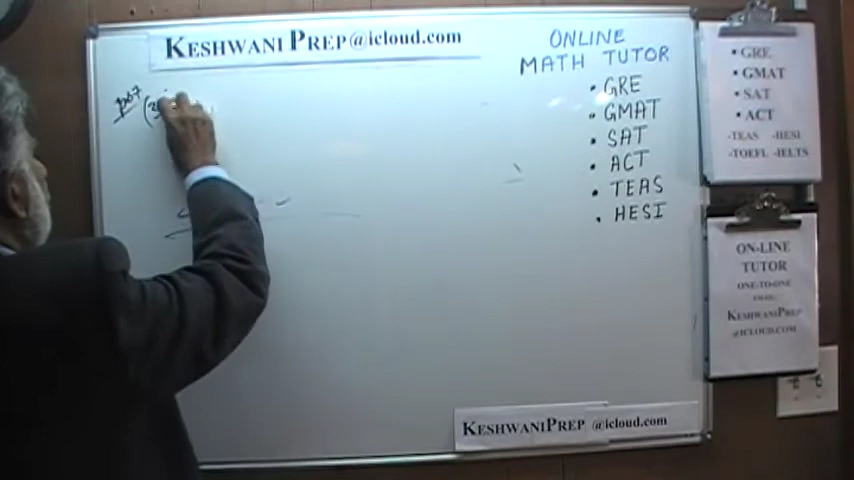 KESHWANI PREP@icloud.com
ONLINE
MATH TUTOR
• GRE
• GMAT
• SAT
• ACT
• TEAS
• HESI
• GRE
• GMAT
• SAT
• ACT
-TEAS -HESI
-TOEFL -IELTS
ON-LINE
TUTOR
ONE-TO-ONE
KESHWANIPREP
@ICLOUD.COM
KESHWANIPREP @icloud.com